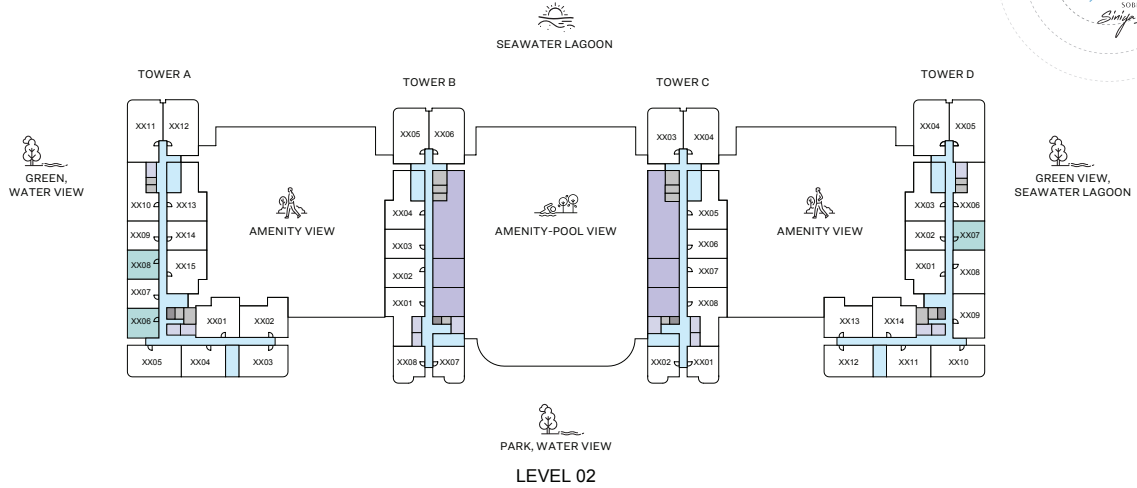 SOB
Siniya
SEAWATER LAGOON
TOWER A
TOWER B
TOWER C
TOWER D
GREEN,
WATER VIEW
GREEN VIEW,
SEAWATER LAGOON
XX11 XX12
XX10 XX13
XX09 XX14
XX08 XX15
XX07
XX06 XX01 XX02
XX05 XX04 XX03
AMENITY VIEW
XX05 XX06
XX04
XX03
XX02
XX01
XX08 XX07
AMENITY-POOL VIEW
XX03 XX04
XX05
XX06
XX07
XX08
XX02 XX01
AMENITY VIEW
XX04 XX05
XX03 XX06
XX02 XX07
XX01 XX08
XX09
XX13 XX14
XX12 XX11 XX10
PARK, WATER VIEW
LEVEL 02